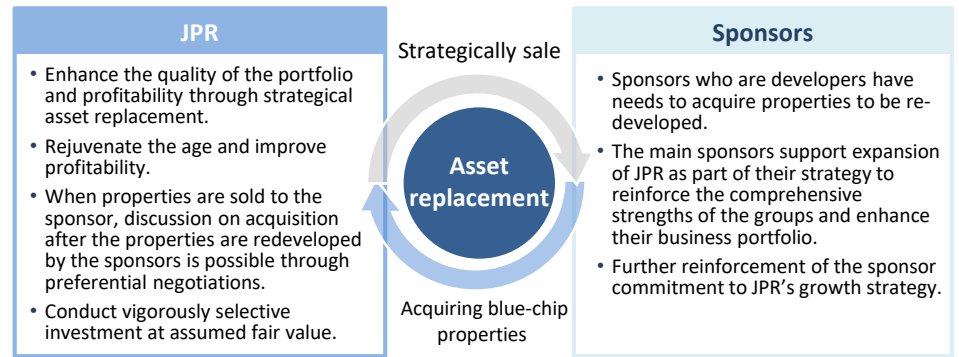 JPR
• Enhance the quality of the portfolio
and profitability through strategical
asset replacement.
• Rejuvenate the age and improve
profitability.
• When properties are sold to the
sponsor, discussion on acquisition
after the properties are redeveloped
by the sponsors is possible through
preferential negotiations.
• Conduct vigorously selective
investment at assumed fair value.
Strategically sale
Asset
replacement
Acquiring blue-chip
properties
Sponsors
• Sponsors who are developers have
needs to acquire properties to be re-
developed.
• The main sponsors support expansion
of JPR as part of their strategy to
reinforce the comprehensive
strengths of the groups and enhance
their business portfolio.
• Further reinforcement of the sponsor
commitment to JPR’s growth strategy.